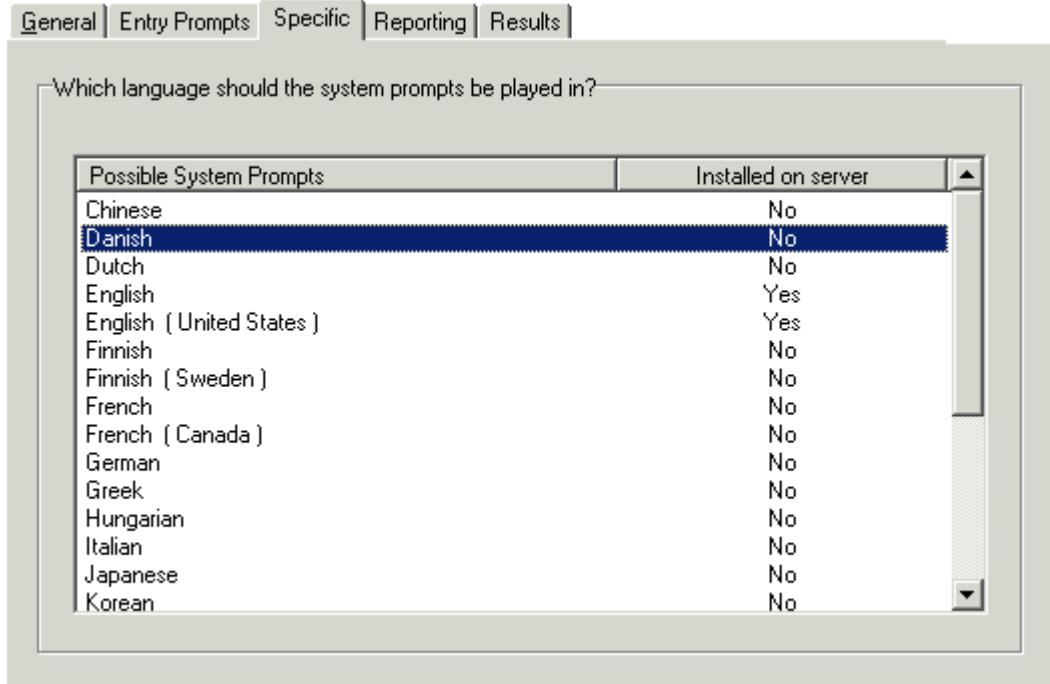 General Entry Prompts Specific Reporting Results
Which language should the system prompts be played in?
Possible System Prompts Installed on server
Chinese No
Danish No
Dutch No
English Yes
English ( United States ) Yes
Finnish No
Finnish ( Sweden ) No
French No
French ( Canada ) No
German No
Greek No
Hungarian No
Italian No
Japanese No
Korean No